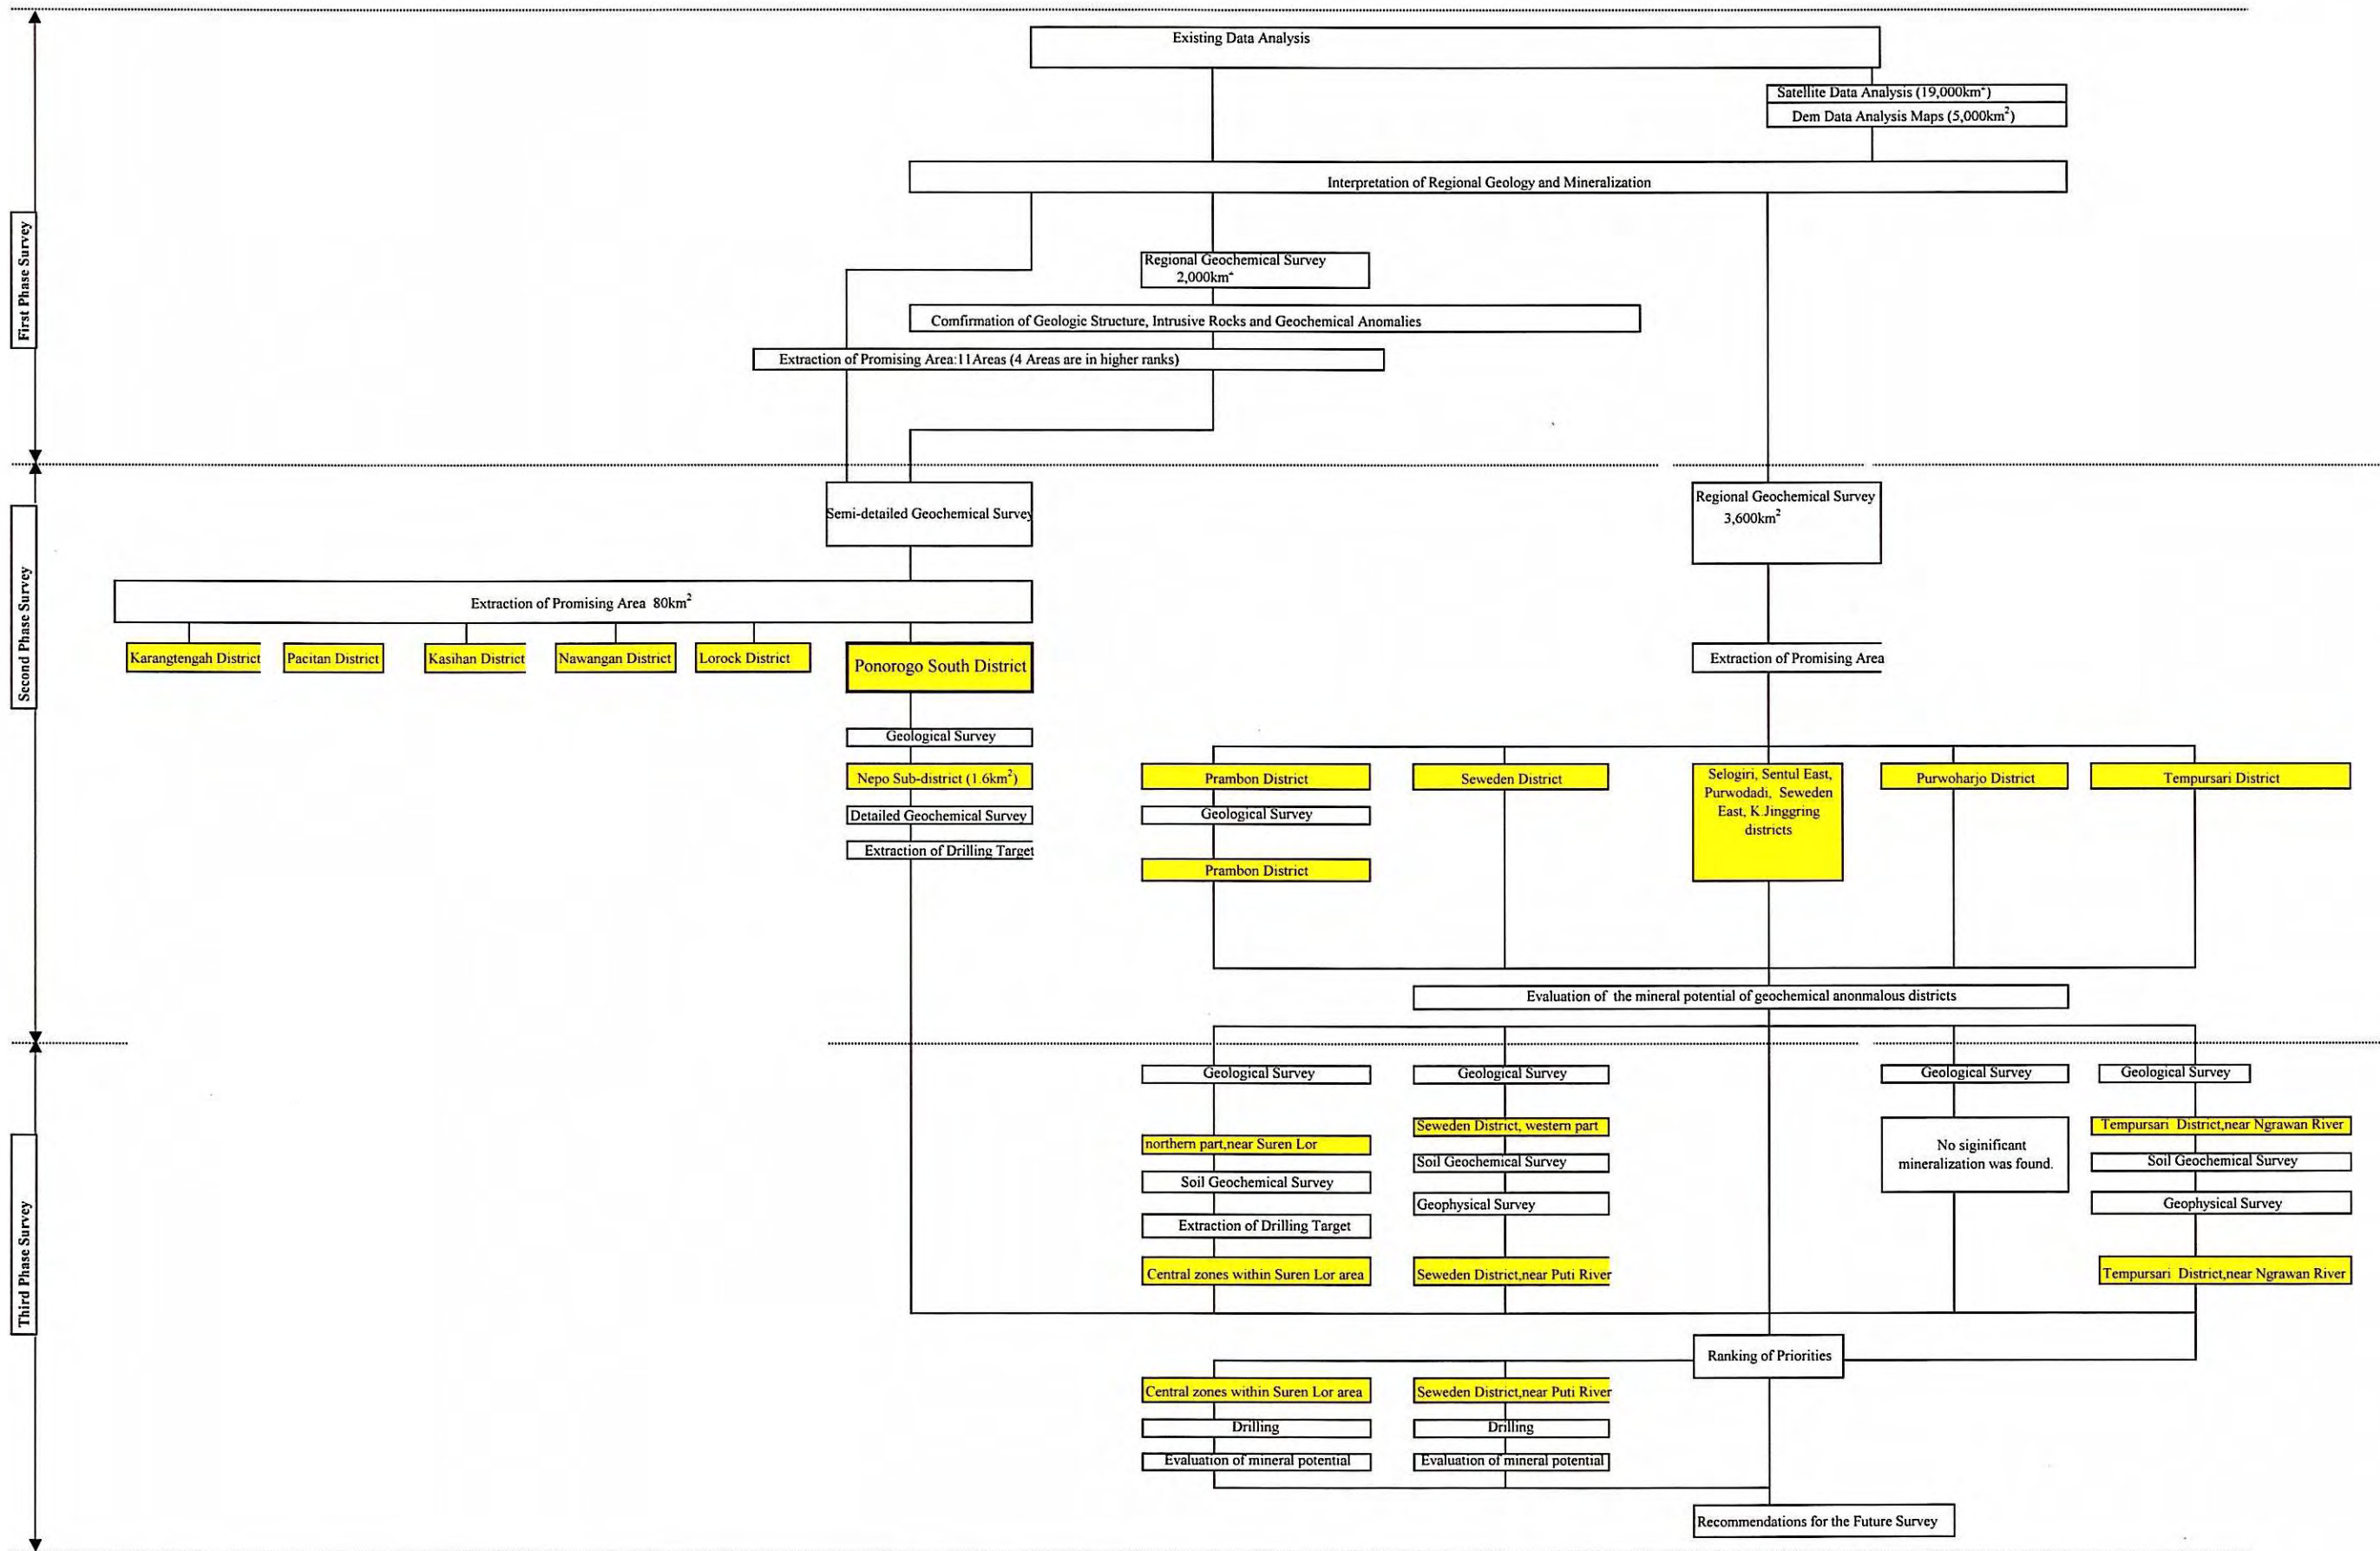 Existing Data Analysis
Satellite Data Analysis (19,000km²)
Dem Data Analysis Maps (5,000km²)
Interpretation of Regional Geology and Mineralization
First Phase Survey
Regional Geochemical Survey
2,000km²
Comfirmation of Geologic Structure, Intrusive Rocks and Geochemical Anomalies
Extraction of Promising Area:11Areas (4 Areas are in higher ranks)
Second Phase Survey
Semi-detailed Geochemical Survey
Regional Geochemical Survey
3,600km²
Extraction of Promising Area 80km²
Karangtengah District
Pacitan District
Kasihan District
Nawangan District
Lorock District
Ponorogo South District
Extraction of Promising Area
Geological Survey
Nepo Sub-district (1.6km²)
Detailed Geochemical Survey
Extraction of Drilling Target
Prambon District
Geological Survey
Prambon District
Seweden District
Selogiri, Sentul East,
Purwodadi, Seweden
East, K.Jinggring
districts
Purwoharjo District
Tempursari District
Evaluation of the mineral potential of geochemical anonmalous districts
Third Phase Survey
Geological Survey
northern part,near Suren Lor
Soil Geochemical Survey
Extraction of Drilling Target
Central zones within Suren Lor area
Geological Survey
Seweden District, western part
Soil Geochemical Survey
Geophysical Survey
Seweden District,near Puti River
Geological Survey
No siginificant
mineralization was found.
Geological Survey
Tempursari District,near Ngrawan River
Soil Geochemical Survey
Geophysical Survey
Tempursari District,near Ngrawan River
Ranking of Priorities
Central zones within Suren Lor area
Drilling
Evaluation of mineral potential
Seweden District,near Puti River
Drilling
Evaluation of mineral potential
Recommendations for the Future Survey